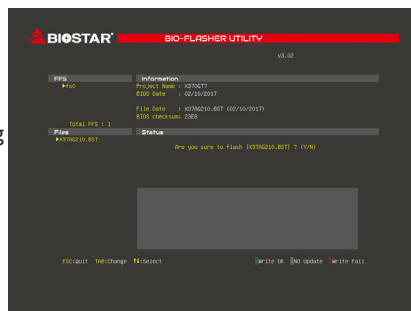 BIOSTAR BIO-FLASHER UTILITY
v3.02
FPS Information
fs0 Project Name : X370GT7
BIOS Date : 02/10/2017
File Date : X37AG210.BST (02/10/2017)
BIOS checksum: 23E8
Total FPS : 1
Files Status
X37AG210.BST
Are you sure to flash [X37AG210.BST] ? (Y/N)
ESC:Quit TAB:Change ↑↓:Select Write OK NO Update Write Fail
g